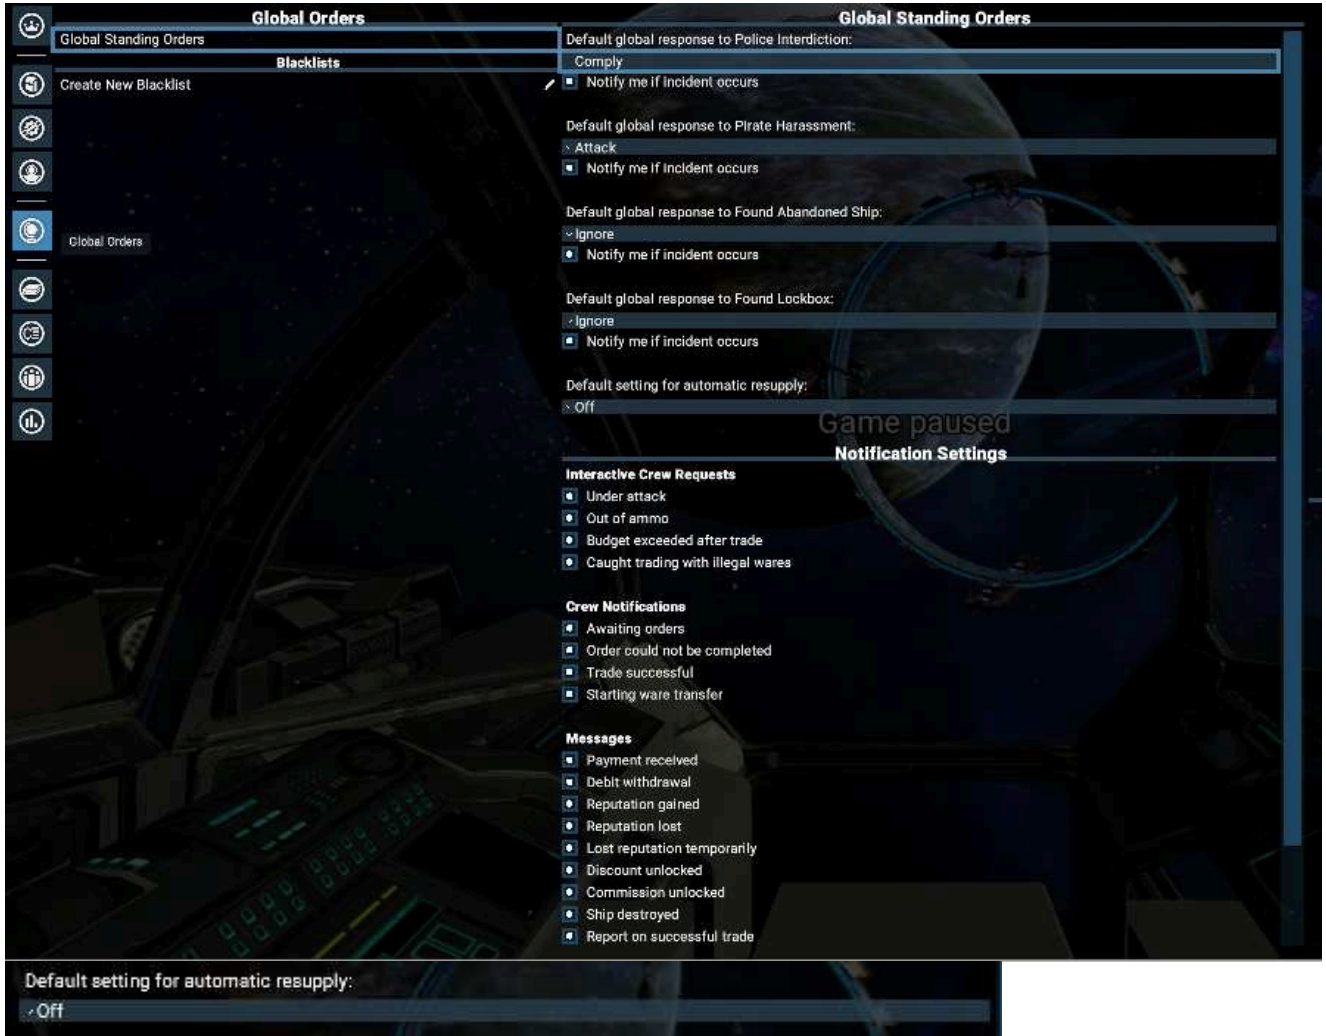 Global Orders
Global Standing Orders
Blacklists
Create New Blacklist
Global Orders
Global Standing Orders
Default global response to Police Interdiction:
Comply
Notify me if incident occurs
Default global response to Pirate Harassment:
Attack
Notify me if incident occurs
Default global response to Found Abandoned Ship:
Ignore
Notify me if incident occurs
Default global response to Found Lockbox:
Ignore
Notify me if incident occurs
Default setting for automatic resupply:
Off
Game paused
Notification Settings
Interactive Crew Requests
Under attack
Out of ammo
Budget exceeded after trade
Caught trading with illegal wares
Crew Notifications
Awaiting orders
Order could not be completed
Trade successful
Starting ware transfer
Messages
Payment received
Debit withdrawal
Reputation gained
Reputation lost
Lost reputation temporarily
Discount unlocked
Commission unlocked
Ship destroyed
Report on successful trade
Default setting for automatic resupply:
Off